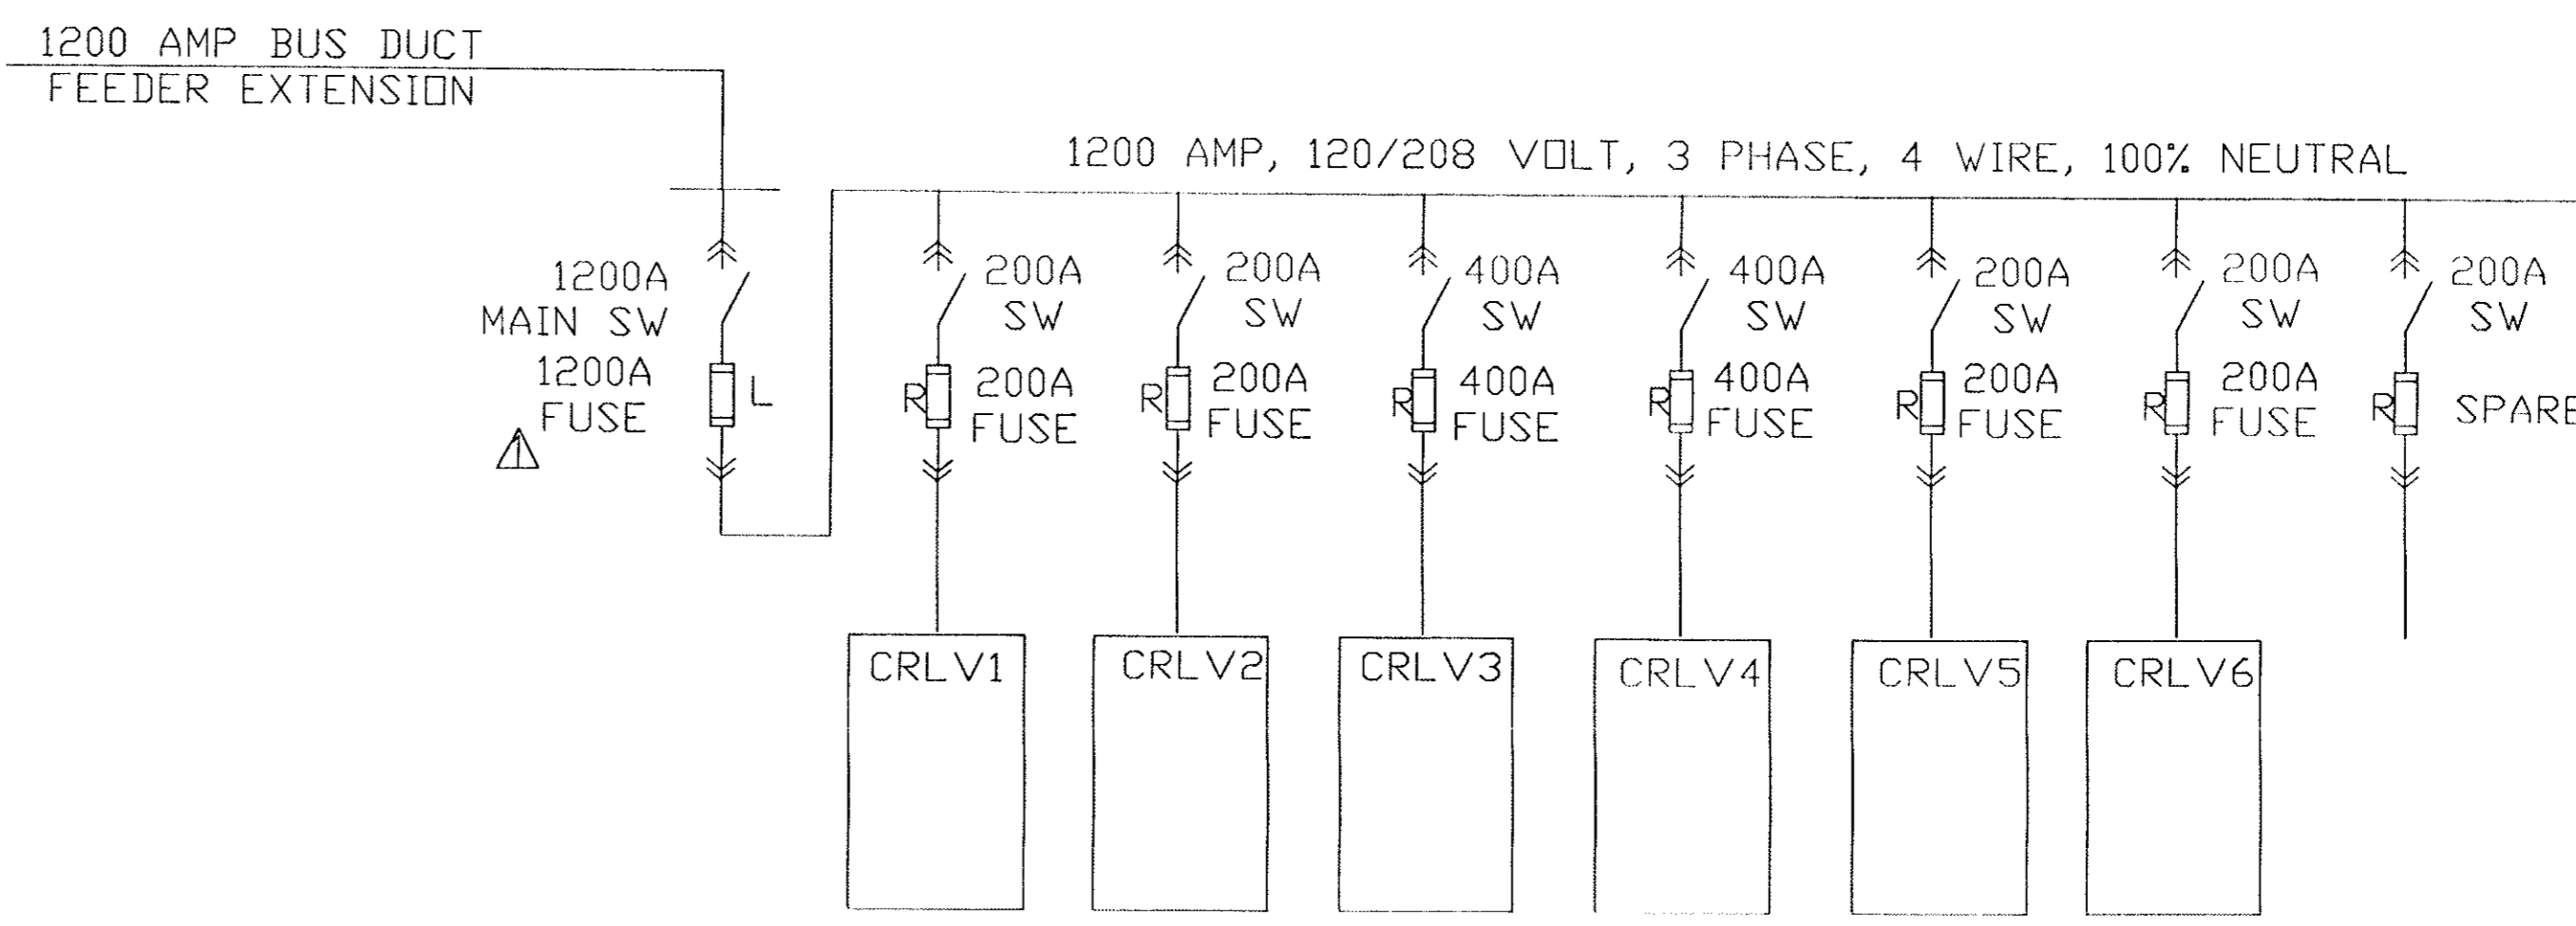 1200 AMP BUS DUCT
FEEDER EXTENSION
1200 AMP, 120/208 VOLT, 3 PHASE, 4 WIRE, 100% NEUTRAL
1200A
MAIN SW
1200A
FUSE
L
1
200A
SW
R
200A
FUSE
200A
SW
R
200A
FUSE
400A
SW
R
400A
FUSE
400A
SW
R
400A
FUSE
200A
SW
R
200A
FUSE
200A
SW
R
200A
FUSE
200A
SW
R
SPARE
CRLV1
CRLV2
CRLV3
CRLV4
CRLV5
CRLV6